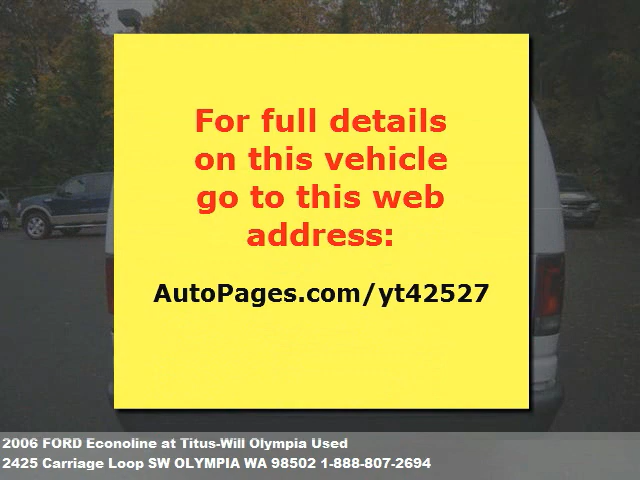 For full details
on this vehicle
go to this web
address:
AutoPages.com/yt42527
2006 FORD Econoline at Titus-Will Olympia Used
2425 Carriage Loop SW OLYMPIA WA 98502 1-888-807-2694